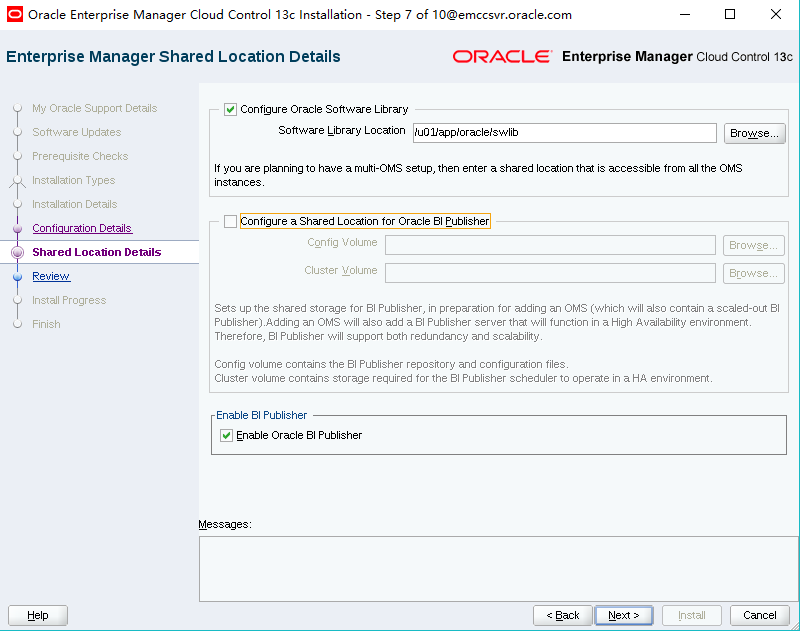 Oracle Enterprise Manager Cloud Control 13c Installation - Step 7 of 10@emccsvr.oracle.com
Enterprise Manager Shared Location Details
ORACLE Enterprise Manager Cloud Control 13c
My Oracle Support Details
Software Updates
Prerequisite Checks
Installation Types
Installation Details
Configuration Details
Shared Location Details
Review
Install Progress
Finish
Configure Oracle Software Library
Software Library Location /u01/app/oracle/swlib Browse...
If you are planning to have a multi-OMS setup, then enter a shared location that is accessible from all the OMS
instances.
Configure a Shared Location for Oracle BI Publisher
Config Volume Browse...
Cluster Volume Browse...
Sets up the shared storage for BI Publisher, in preparation for adding an OMS (which will also contain a scaled-out BI
Publisher).Adding an OMS will also add a BI Publisher server that will function in a High Availability environment.
Therefore, BI Publisher will support both redundancy and scalability.
Config volume contains the BI Publisher repository and configuration files.
Cluster volume contains storage required for the BI Publisher scheduler to operate in a HA environment.
Enable BI Publisher
Enable Oracle BI Publisher
Messages:
Help < Back Next > Install Cancel